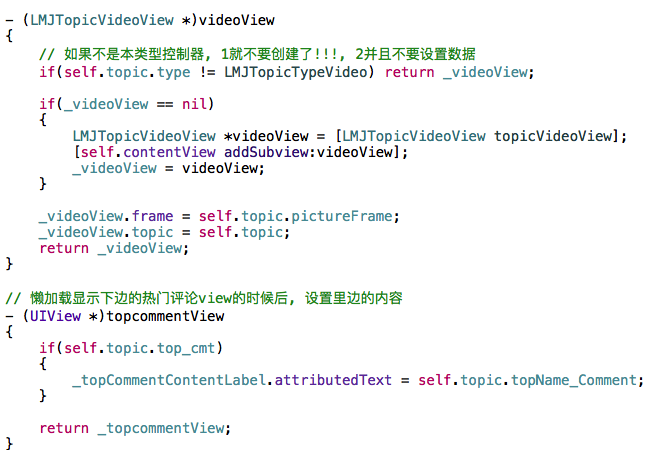 - (LMJTopicVideoView *)videoView
{
    // 如果不是本类型控制器, 1就不要创建了!!!, 2并且不要设置数据
    if(self.topic.type != LMJTopicTypeVideo) return _videoView;

    if(_videoView == nil)
    {
        LMJTopicVideoView *videoView = [LMJTopicVideoView topicVideoView];
        [self.contentView addSubview:videoView];
        _videoView = videoView;
    }

    _videoView.frame = self.topic.pictureFrame;
    _videoView.topic = self.topic;
    return _videoView;
}

// 懒加载显示下边的热门评论view的时候后, 设置里边的内容
- (UIView *)topcommentView
{
    if(self.topic.top_cmt)
    {
        _topCommentContentLabel.attributedText = self.topic.topName_Comment;
    }

    return _topcommentView;
}